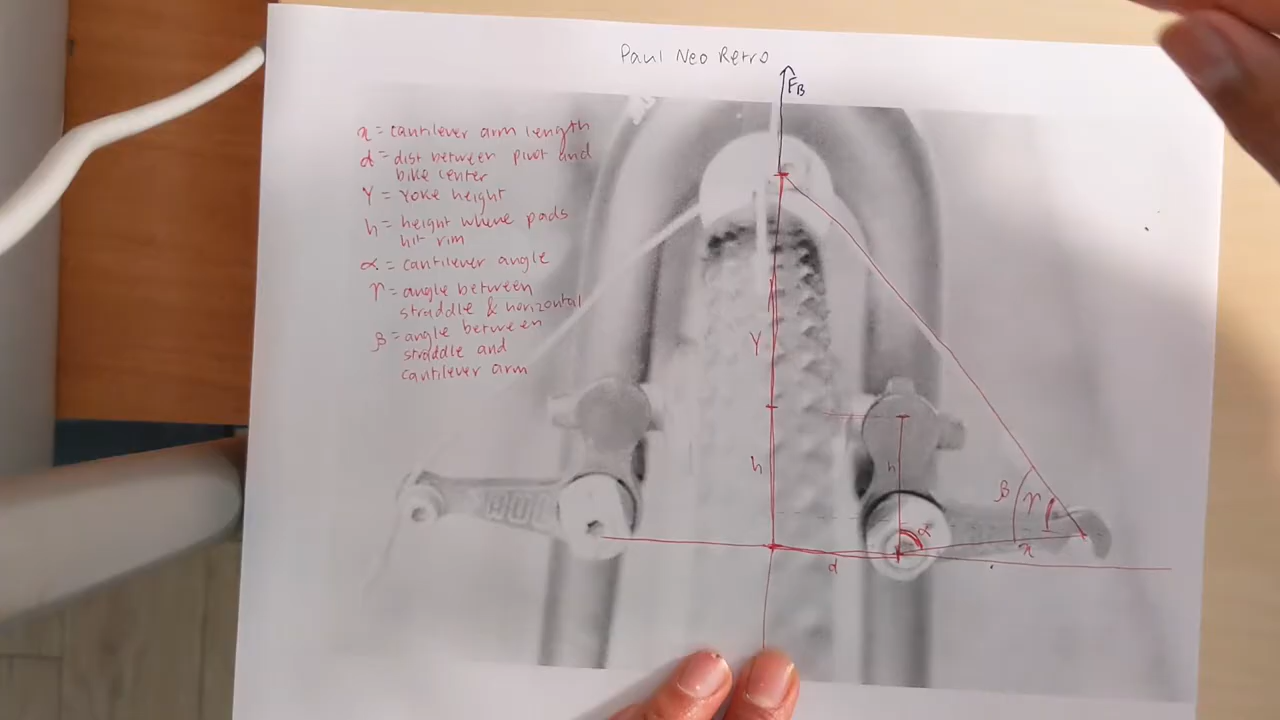 Paul Neo Retro
F_B
x = cantilever arm length
d = dist between pivot and
bike center
Y = Yoke height
h = height where pads
hit rim
α = cantilever angle
γ = angle between
straddle & horizontal
β = angle between
straddle and
cantilever arm
Y
h
h
β
γ
α
x
d